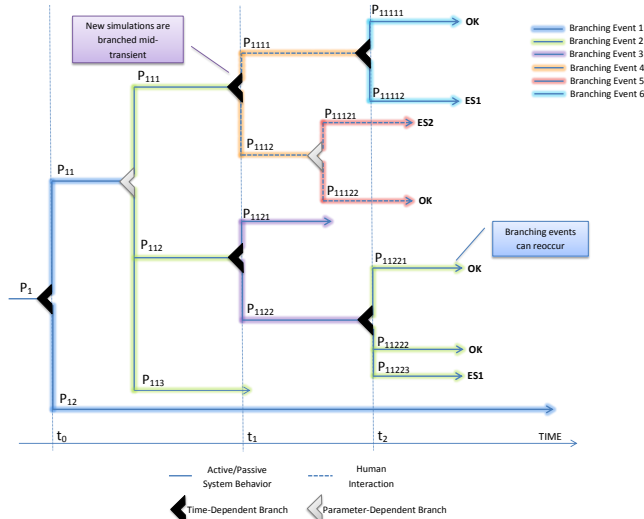 New simulations are
branched mid-
transient
P11111
OK
Branching Event 1
Branching Event 2
Branching Event 3
Branching Event 4
Branching Event 5
Branching Event 6
P1111
P111
P11112
ES1
P11121
ES2
P1112
P11
P11122
OK
P1121
Branching events
can reoccur
P112
P11221
OK
P1
P1122
P11222
OK
P11223
ES1
P113
P12
t0
t1
t2
TIME
Active/Passive
System Behavior
Human
Interaction
Time-Dependent Branch
Parameter-Dependent Branch